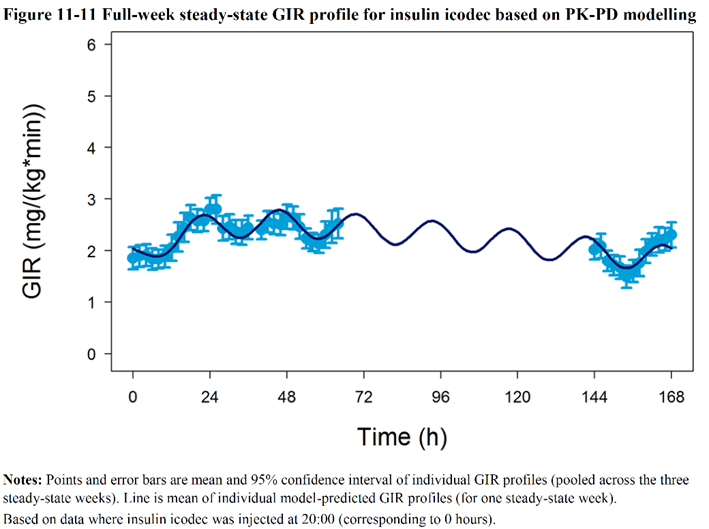 Figure 11-11 Full-week steady-state GIR profile for insulin icodec based on PK-PD modelling
6
5
4
3
2
1
0
GIR (mg/(kg*min))
0 24 48 72 96 120 144 168
Time (h)
Notes: Points and error bars are mean and 95% confidence interval of individual GIR profiles (pooled across the three
steady-state weeks). Line is mean of individual model-predicted GIR profiles (for one steady-state week).
Based on data where insulin icodec was injected at 20:00 (corresponding to 0 hours).